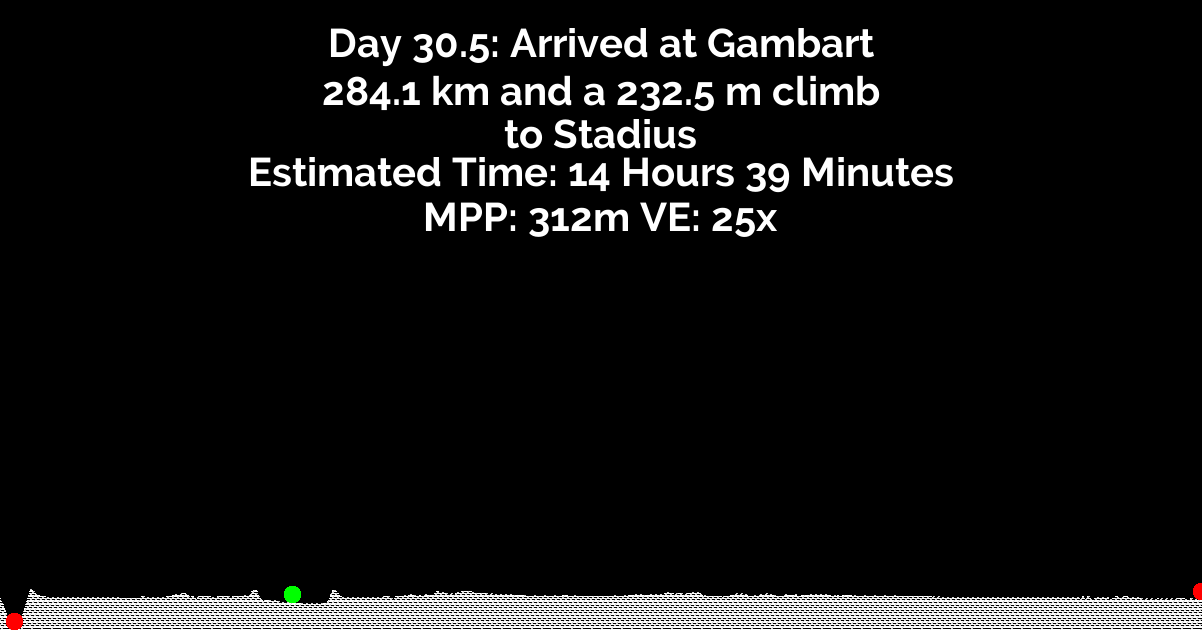 Day 30.5: Arrived at Gambart
284.1 km and a 232.5 m climb
to Stadius
Estimated Time: 14 Hours 39 Minutes
MPP: 312m VE: 25x